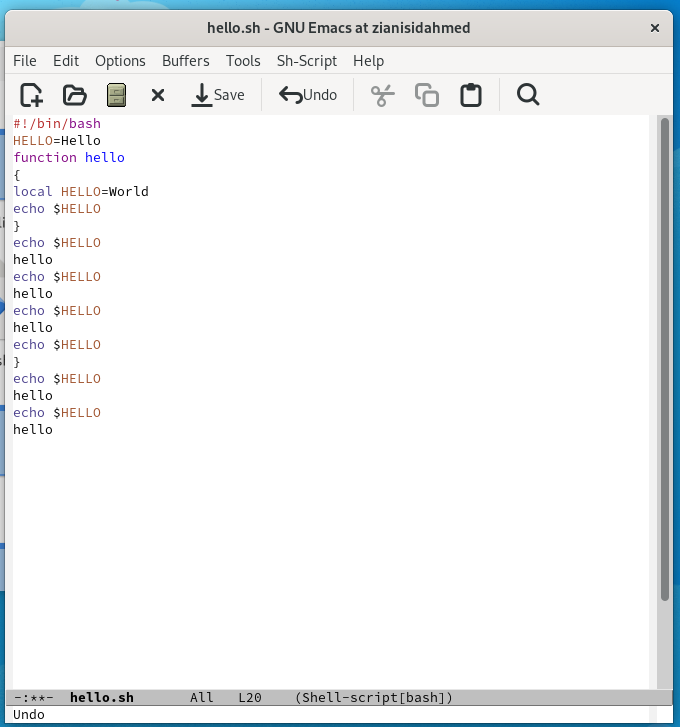 hello.sh - GNU Emacs at zianisidahmed ×
File Edit Options Buffers Tools Sh-Script Help
Save Undo
#!/bin/bash
HELLO=Hello
function hello
{
local HELLO=World
echo $HELLO
}
echo $HELLO
hello
echo $HELLO
hello
echo $HELLO
hello
echo $HELLO
}
echo $HELLO
hello
echo $HELLO
hello
-:**- hello.sh All L20 (Shell-script[bash])
Undo